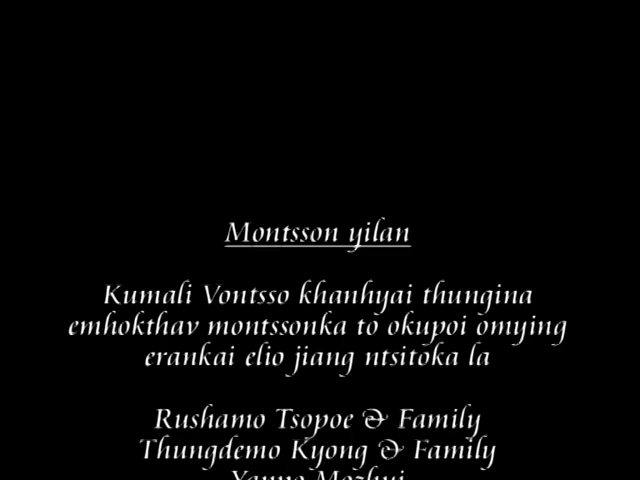 Montsson yilan
Kumali Vontsso khanhyai thungina
emhokthav montssonka to okupoi omying
erankai elio jiang ntsitoka la
Rushamo Tsopoe & Family
Thungdemo Kyong & Family